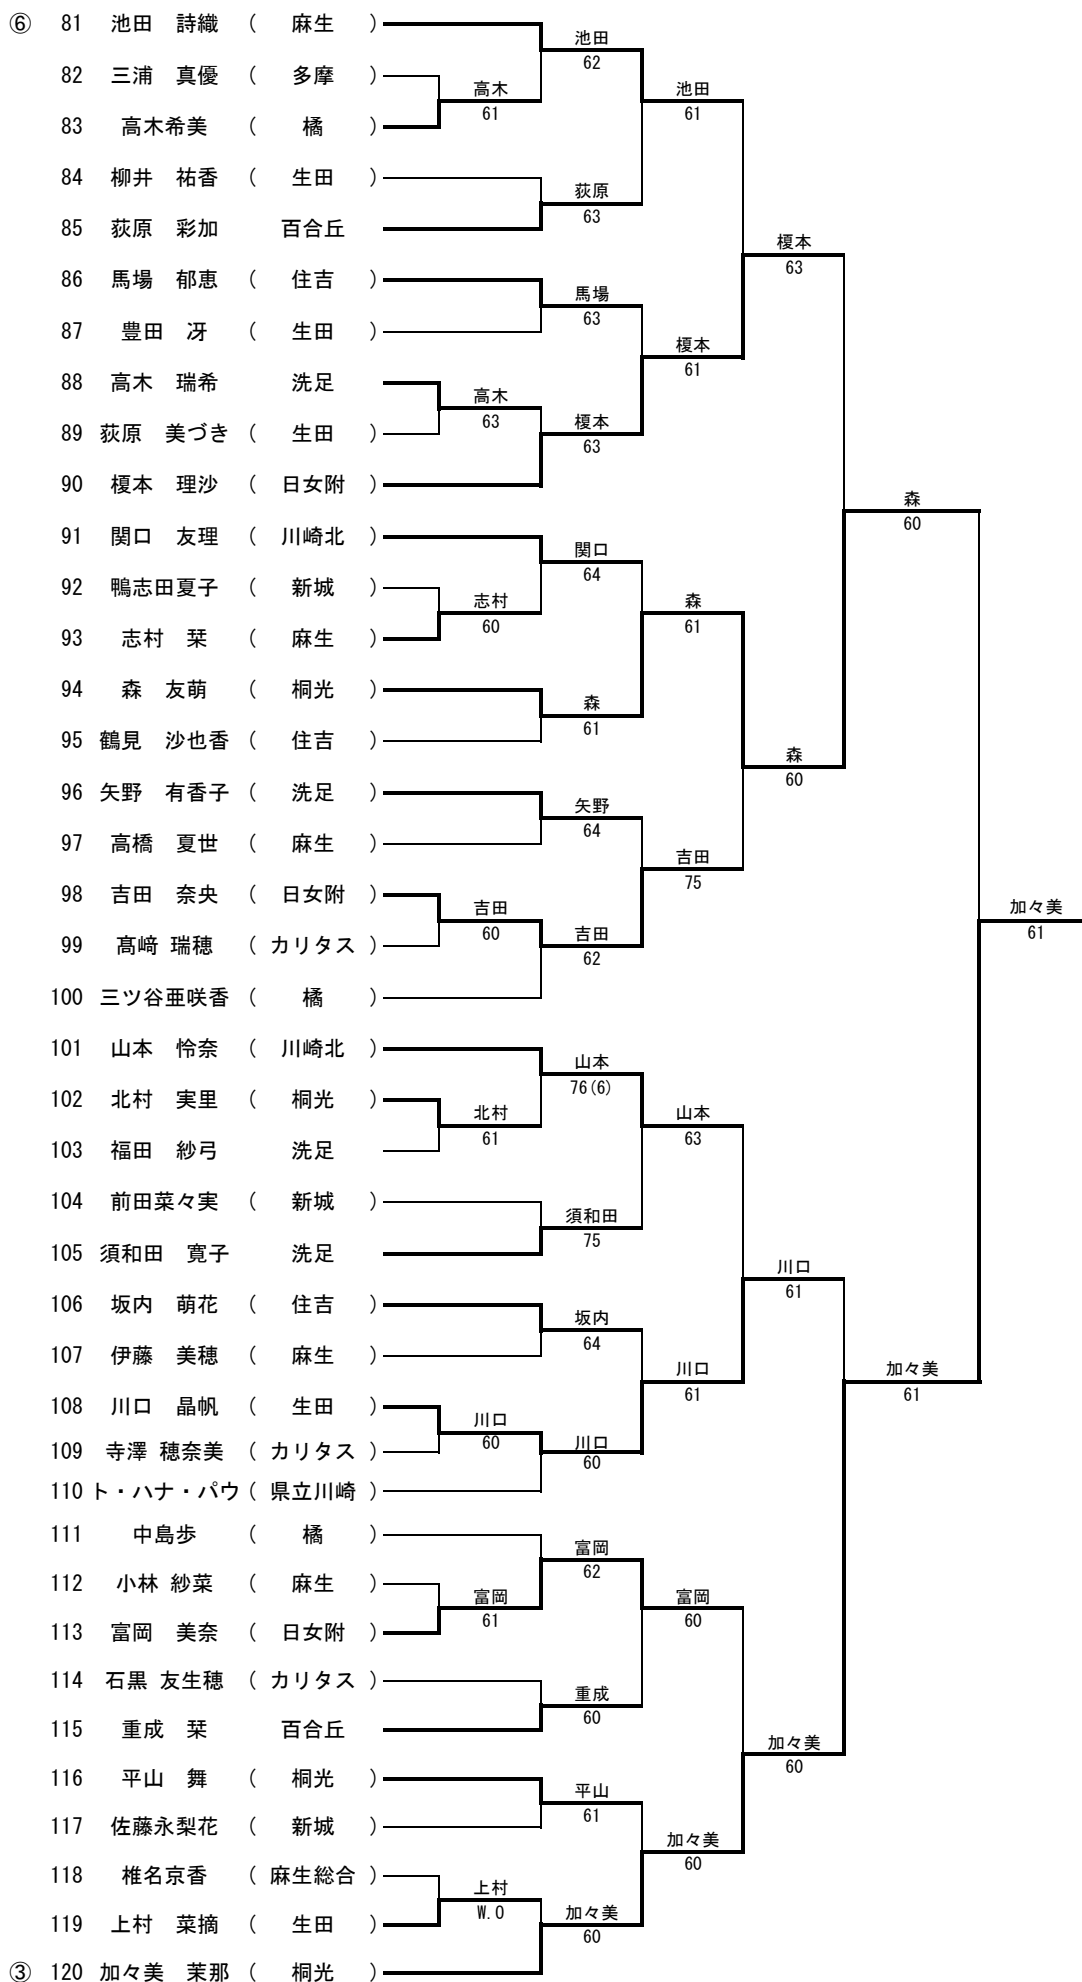 ⑥ 81 池田 詩織 ( 麻生 )
池田
62
82 三浦 真優 ( 多摩 )
高木
61
池田
61
83 高木希美 ( 橘 )
84 柳井 祐香 ( 生田 )
荻原
63
85 荻原 彩加 百合丘
榎本
63
86 馬場 郁恵 ( 住吉 )
馬場
63
87 豊田 冴 ( 生田 )
榎本
61
88 高木 瑞希 洗足
高木
63
89 荻原 美づき ( 生田 )
榎本
63
90 榎本 理沙 ( 日女附 )
森
60
91 関口 友理 ( 川崎北 )
関口
64
92 鴨志田夏子 ( 新城 )
志村
60
森
61
93 志村 栞 ( 麻生 )
94 森 友萌 ( 桐光 )
森
61
95 鶴見 沙也香 ( 住吉 )
森
60
96 矢野 有香子 ( 洗足 )
矢野
64
97 高橋 夏世 ( 麻生 )
吉田
75
98 吉田 奈央 ( 日女附 )
吉田
60
加々美
61
99 髙﨑 瑞穂 ( カリタス )
吉田
62
100 三ツ谷亜咲香 ( 橘 )
101 山本 怜奈 ( 川崎北 )
山本
76(6)
102 北村 実里 ( 桐光 )
北村
61
山本
63
103 福田 紗弓 洗足
104 前田菜々実 ( 新城 )
須和田
75
105 須和田 寛子 洗足
川口
61
106 坂内 萌花 ( 住吉 )
坂内
64
107 伊藤 美穂 ( 麻生 )
川口
61
加々美
61
108 川口 晶帆 ( 生田 )
川口
60
109 寺澤 穂奈美 ( カリタス )
川口
60
110 ト・ハナ・パウ ( 県立川崎 )
111 中島歩 ( 橘 )
富岡
62
112 小林 紗菜 ( 麻生 )
富岡
61
富岡
60
113 富岡 美奈 ( 日女附 )
114 石黒 友生穂 ( カリタス )
重成
60
115 重成 栞 百合丘
加々美
60
116 平山 舞 ( 桐光 )
平山
61
117 佐藤永梨花 ( 新城 )
加々美
60
118 椎名京香 ( 麻生総合 )
上村
W.O
119 上村 菜摘 ( 生田 )
加々美
60
③ 120 加々美 茉那 ( 桐光 )